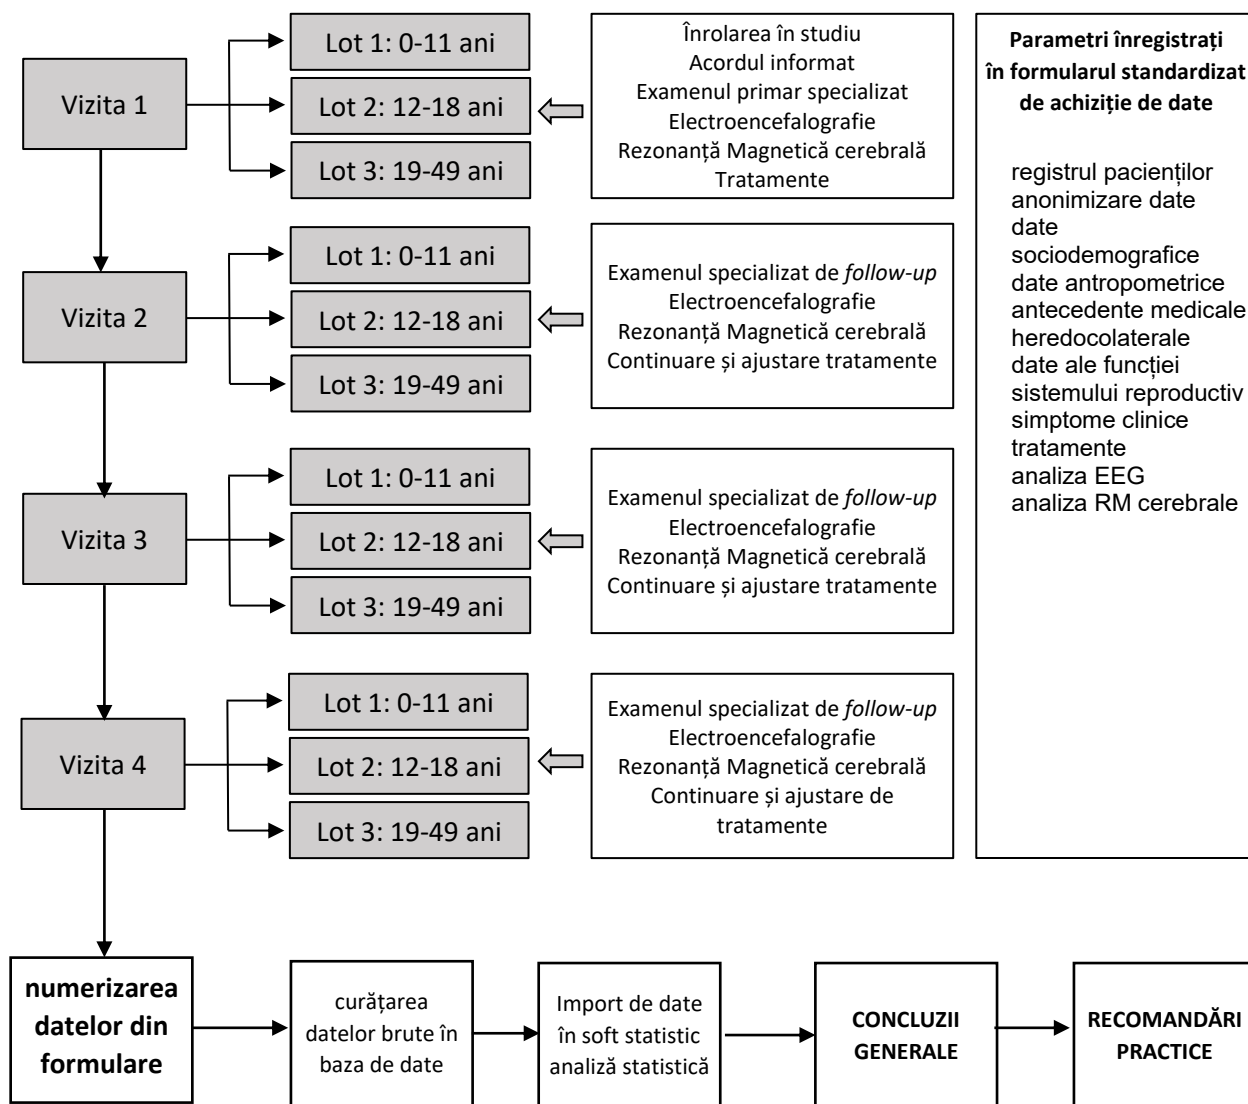 Vizita 1
Lot 1: 0-11 ani
Lot 2: 12-18 ani
Lot 3: 19-49 ani
Înrolarea în studiu
Acordul informat
Examenul primar specializat
Electroencefalografie
Rezonanță Magnetică cerebrală
Tratamente
Vizita 2
Lot 1: 0-11 ani
Lot 2: 12-18 ani
Lot 3: 19-49 ani
Examenul specializat de follow-up
Electroencefalografie
Rezonanță Magnetică cerebrală
Continuare și ajustare tratamente
Vizita 3
Lot 1: 0-11 ani
Lot 2: 12-18 ani
Lot 3: 19-49 ani
Examenul specializat de follow-up
Electroencefalografie
Rezonanță Magnetică cerebrală
Continuare și ajustare tratamente
Vizita 4
Lot 1: 0-11 ani
Lot 2: 12-18 ani
Lot 3: 19-49 ani
Examenul specializat de follow-up
Electroencefalografie
Rezonanță Magnetică cerebrală
Continuare și ajustare de
tratamente
Parametri înregistrați
în formularul standardizat
de achiziție de date
registrul pacienților
anonimizare date
date
sociodemografice
date antropometrice
antecedente medicale
heredocolaterale
date ale funcției
sistemului reproductiv
simptome clinice
tratamente
analiza EEG
analiza RM cerebrale
numerizarea
datelor din
formulare
curățarea
datelor brute în
baza de date
Import de date
în soft statistic
analiză statistică
CONCLUZII
GENERALE
RECOMANDĂRI
PRACTICE